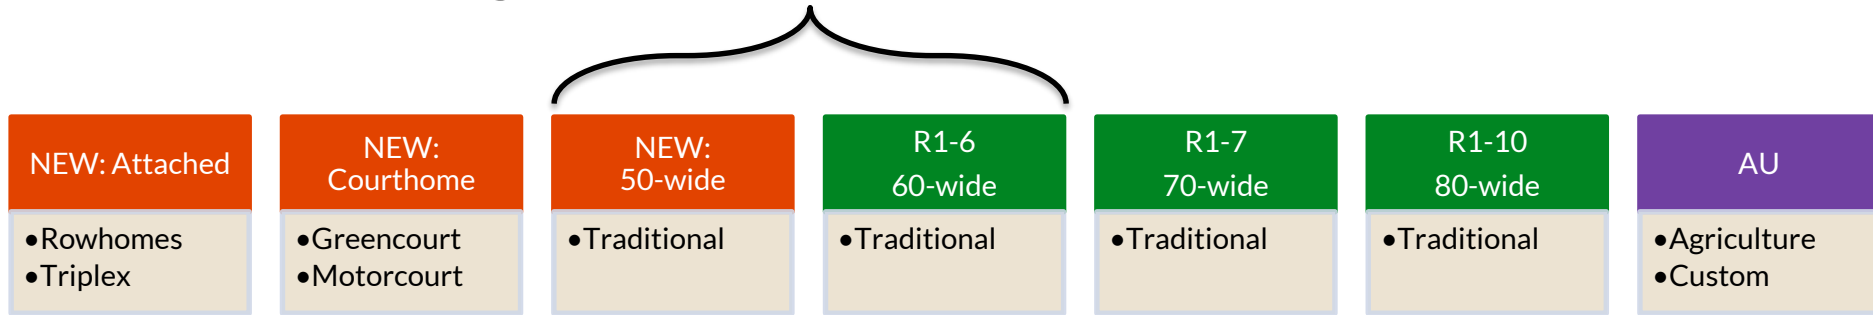 NEW: Attached
•Rowhomes
•Triplex
NEW:
Courthome
•Greencourt
•Motorcourt
NEW:
50-wide
•Traditional
R1-6
60-wide
•Traditional
R1-7
70-wide
•Traditional
R1-10
80-wide
•Traditional
AU
•Agriculture
•Custom